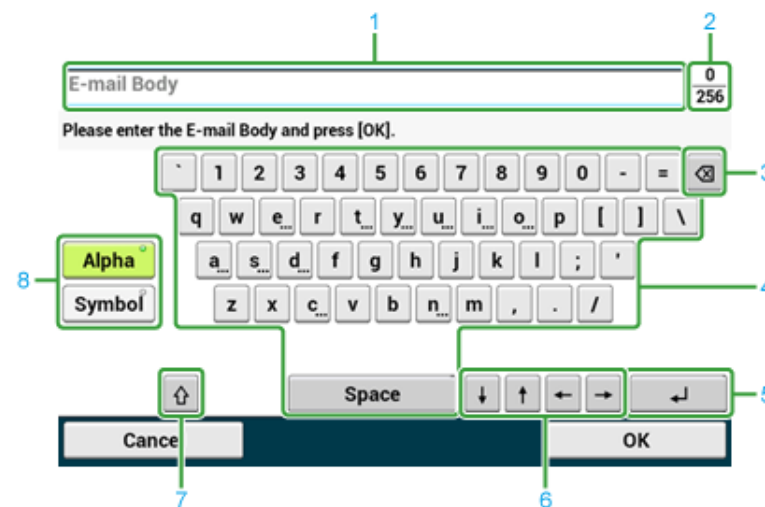 1 2
E-mail Body 0
256
Please enter the E-mail Body and press [OK].
` 1 2 3 4 5 6 7 8 9 0 - = 3
q w e... r t... y... u... i... o... p [ ] \
8 Alpha a... s... d... f g h j k l ; ' 4
Symbol z x c... v b n... m , . /
⇧ Space ↓ ↑ ← → ↵ 5
Cancel OK
7 6